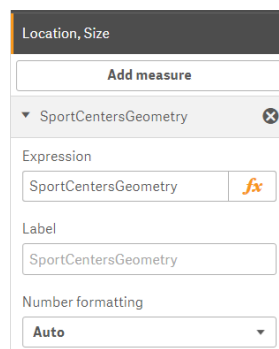 Location, Size
Add measure
SportCentersGeometry
Expression
SportCentersGeometry fx
Label
SportCentersGeometry
Number formatting
Auto